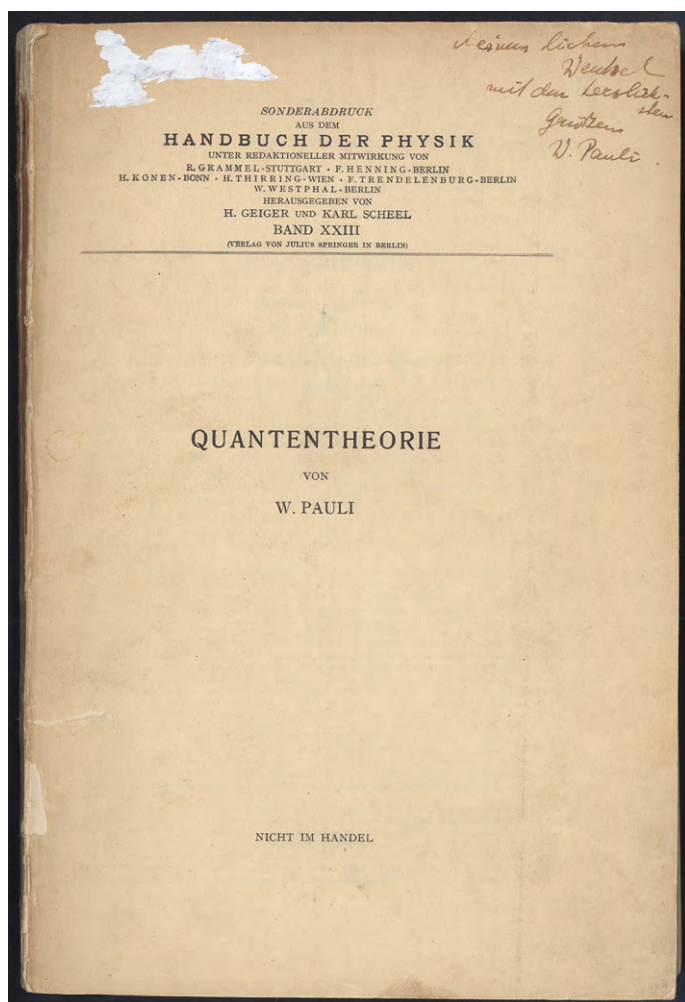 Meinem lieben
Wentzel
mit den herzlich-
sten
Grüßen
W. Pauli.
SONDERABDRUCK
AUS DEM
HANDBUCH DER PHYSIK
UNTER REDAKTIONELLER MITWIRKUNG VON
R. GRAMMEL-STUTTGART · F. HENNING-BERLIN
H. KONEN-BONN · H. THIRRING-WIEN · F. TRENDELENBURG-BERLIN
W. WESTPHAL-BERLIN
HERAUSGEGEBEN VON
H. GEIGER UND KARL SCHEEL
BAND XXIII
(VERLAG VON JULIUS SPRINGER IN BERLIN)
QUANTENTHEORIE
VON
W. PAULI
NICHT IM HANDEL